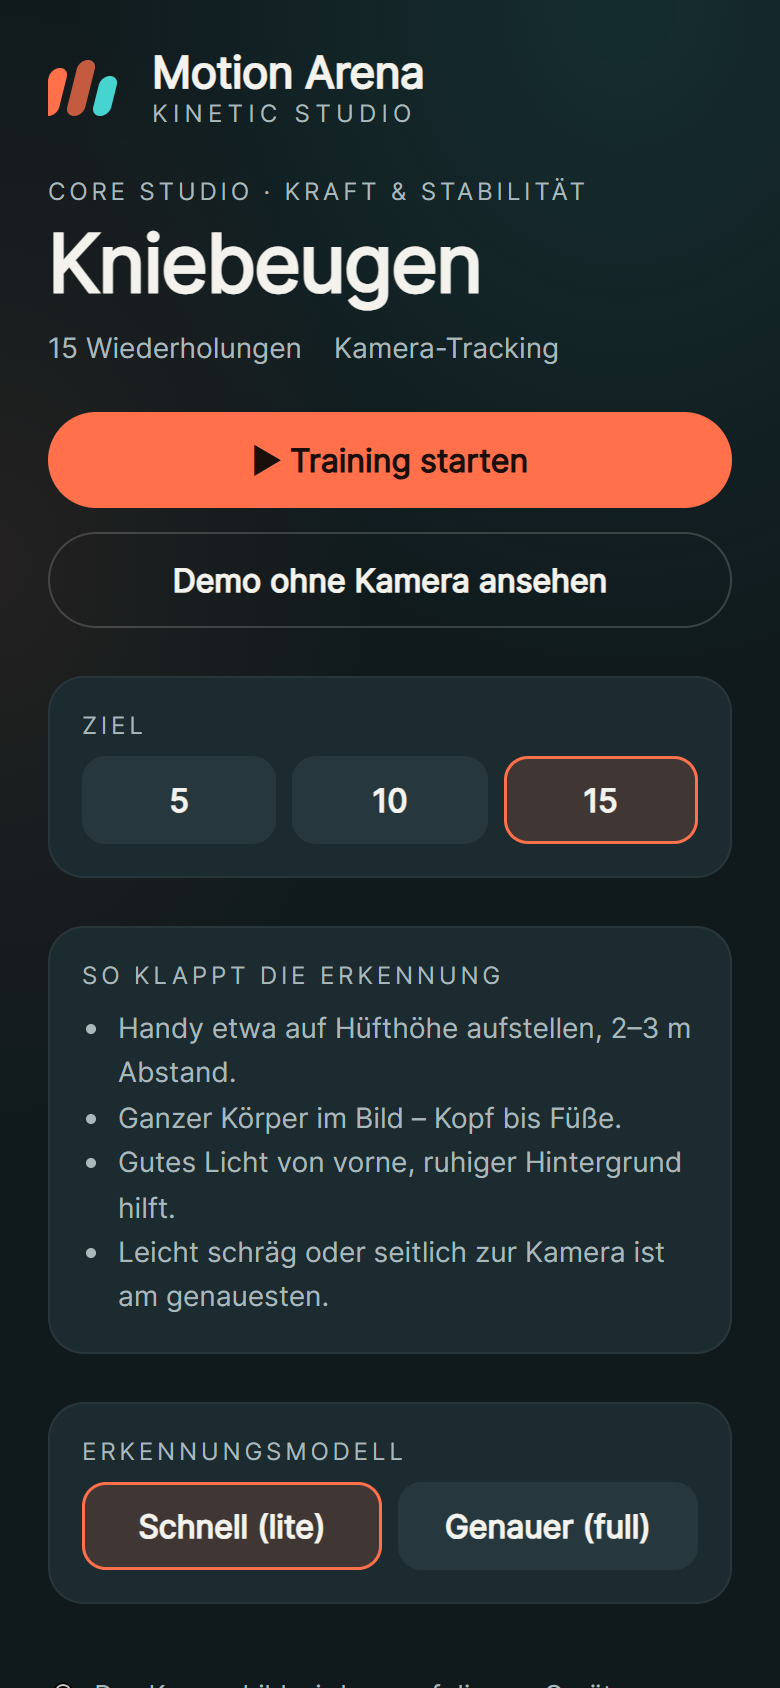 Motion Arena
KINETIC STUDIO
CORE STUDIO · KRAFT & STABILITÄT
Kniebeugen
15 Wiederholungen Kamera-Tracking
▶ Training starten
Demo ohne Kamera ansehen
ZIEL
5 10 15
SO KLAPPT DIE ERKENNUNG
• Handy etwa auf Hüfthöhe aufstellen, 2–3 m
Abstand.
• Ganzer Körper im Bild – Kopf bis Füße.
• Gutes Licht von vorne, ruhiger Hintergrund
hilft.
• Leicht schräg oder seitlich zur Kamera ist
am genauesten.
ERKENNUNGSMODELL
Schnell (lite) Genauer (full)